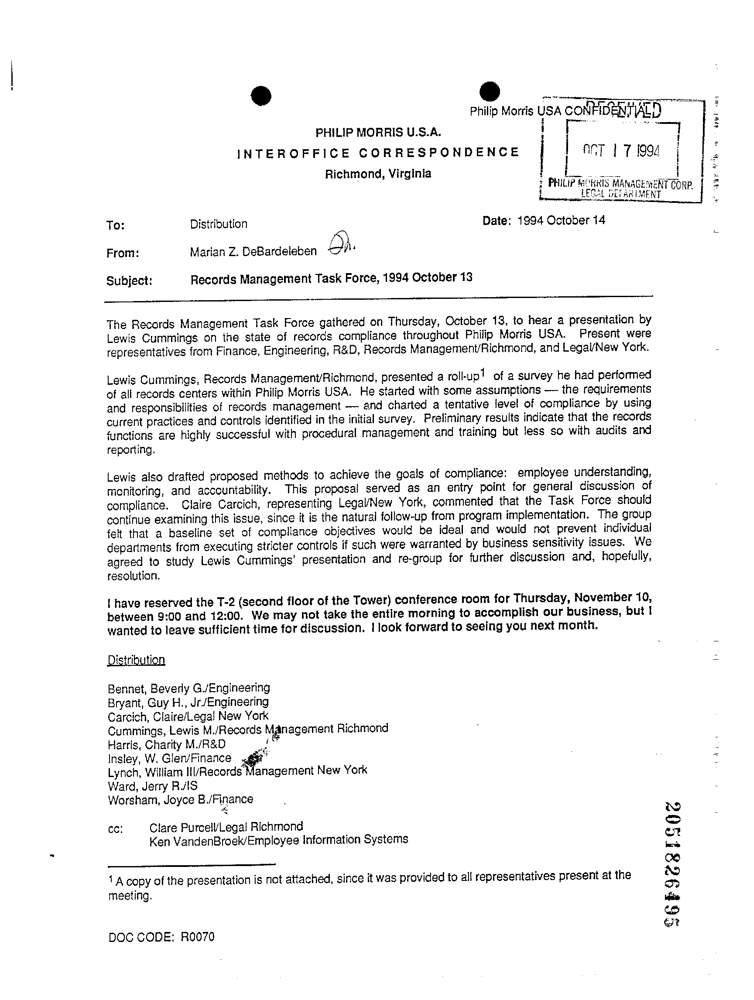 Philip Morris USA CONFIDENTIAL
PHILIP MORRIS U.S.A.
INTEROFFICE CORRESPONDENCE
Richmond, Virginia
OCT 17 1994
PHILIP MORRIS MANAGEMENT CORP.
LEGAL DEPARTMENT
To: Distribution
Date: 1994 October 14
From: Marian Z. DeBardeleben
Subject: Records Management Task Force, 1994 October 13
The Records Management Task Force gathered on Thursday, October 13, to hear a presentation by
Lewis Cummings on the state of records compliance throughout Philip Morris USA. Present were
representatives from Finance, Engineering, R&D, Records Management/Richmond, and Legal/New York.
Lewis Cummings, Records Management/Richmond, presented a roll-up1 of a survey he had performed
of all records centers within Philip Morris USA. He started with some assumptions — the requirements
and responsibilities of records management — and charted a tentative level of compliance by using
current practices and controls identified in the initial survey. Preliminary results indicate that the records
functions are highly successful with procedural management and training but less so with audits and
reporting.
Lewis also drafted proposed methods to achieve the goals of compliance: employee understanding,
monitoring, and accountability. This proposal served as an entry point for general discussion of
compliance. Claire Carcich, representing Legal/New York, commented that the Task Force should
continue examining this issue, since it is the natural follow-up from program implementation. The group
felt that a baseline set of compliance objectives would be ideal and would not prevent individual
departments from executing stricter controls if such were warranted by business sensitivity issues. We
agreed to study Lewis Cummings' presentation and re-group for further discussion and, hopefully,
resolution.
I have reserved the T-2 (second floor of the Tower) conference room for Thursday, November 10,
between 9:00 and 12:00. We may not take the entire morning to accomplish our business, but I
wanted to leave sufficient time for discussion. I look forward to seeing you next month.
Distribution
Bennet, Beverly G./Engineering
Bryant, Guy H., Jr./Engineering
Carcich, Claire/Legal New York
Cummings, Lewis M./Records Management Richmond
Harris, Charity M./R&D
Insley, W. Glen/Finance
Lynch, William III/Records Management New York
Ward, Jerry R./IS
Worsham, Joyce B./Finance
cc: Clare Purcell/Legal Richmond
Ken VandenBroek/Employee Information Systems
1 A copy of the presentation is not attached, since it was provided to all representatives present at the
meeting.
DOC CODE: R0070
2051826495